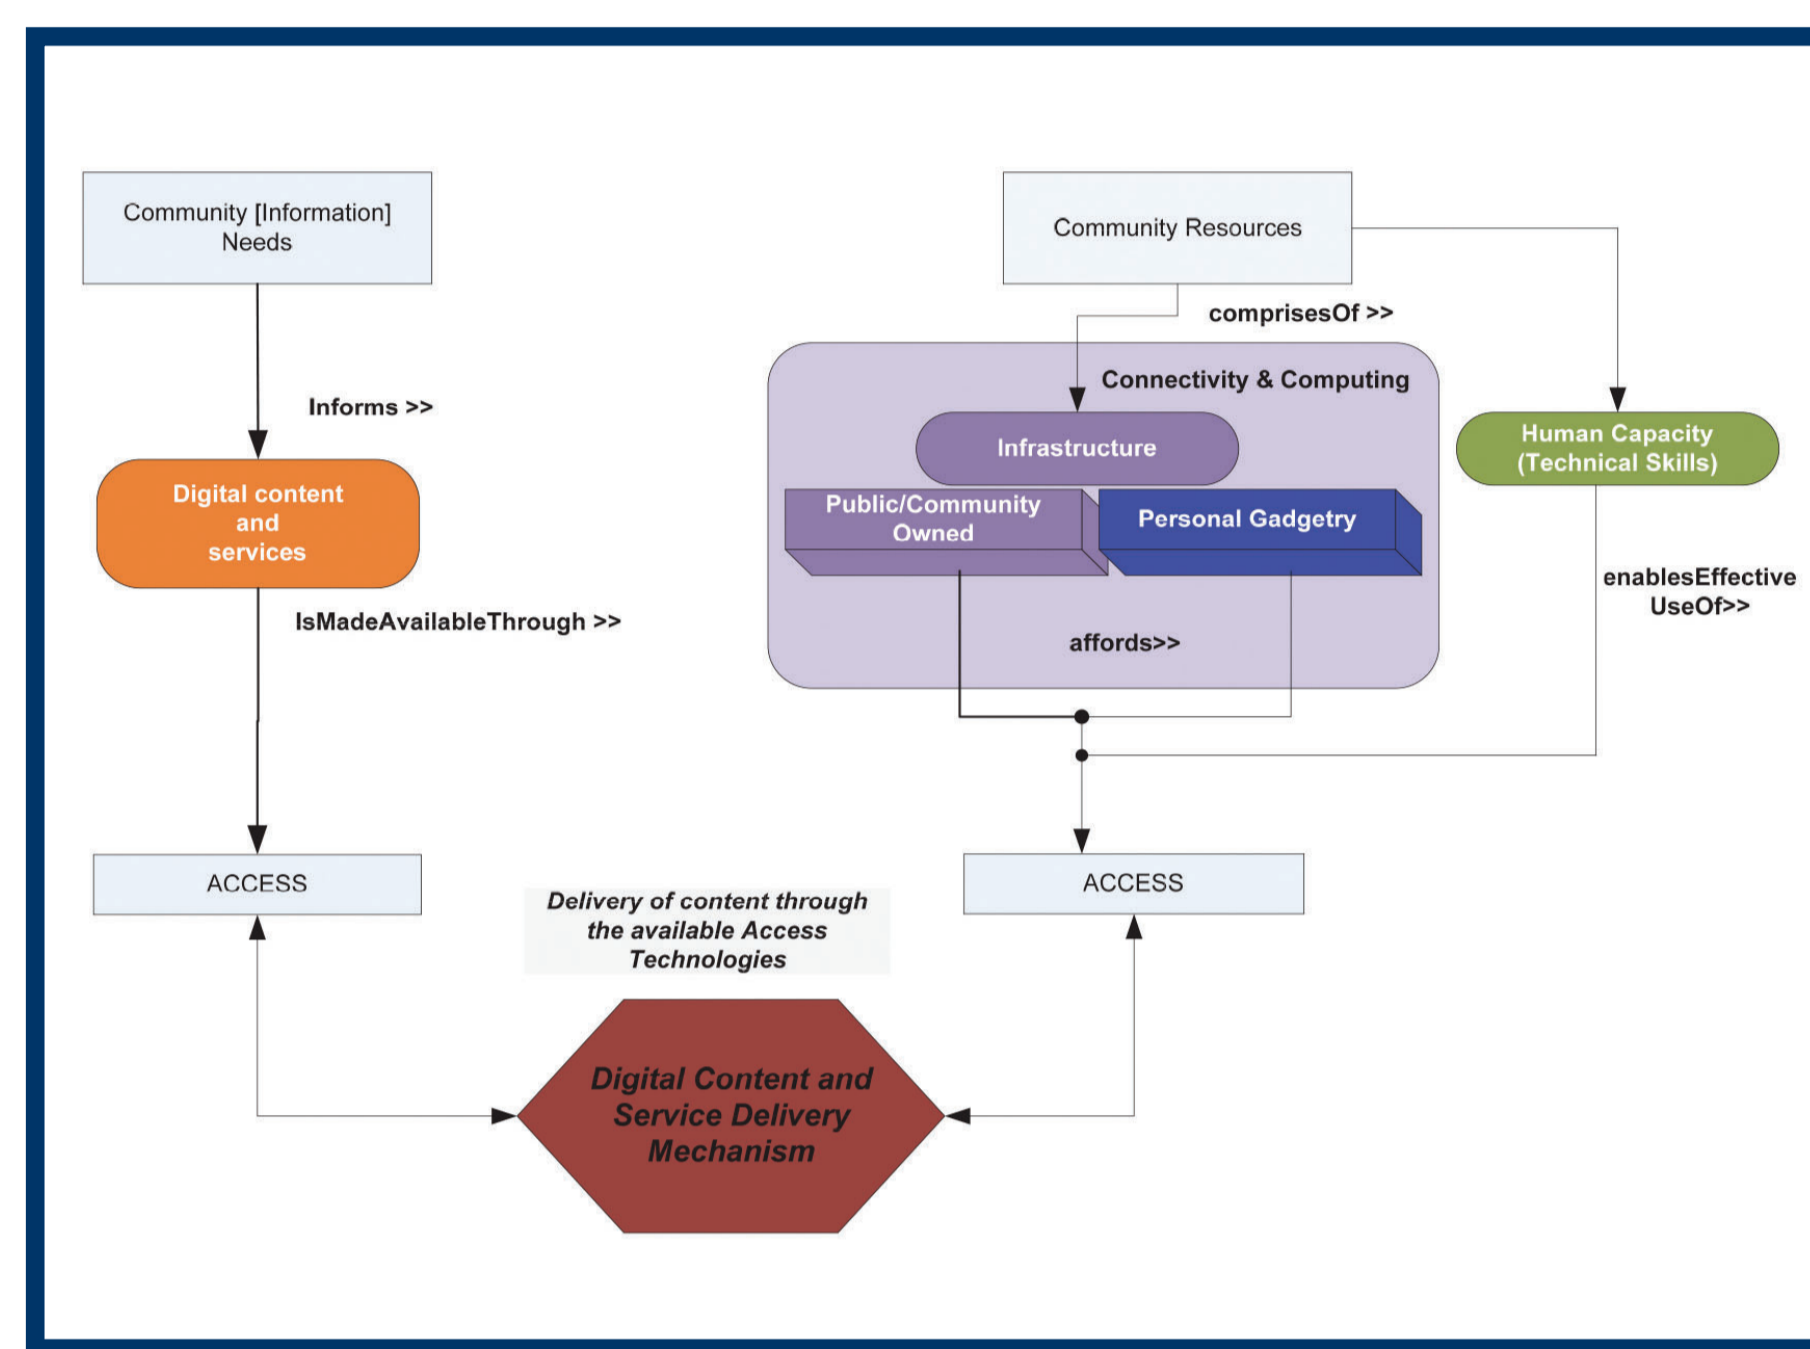 Community [Information]
Needs
Community Resources
comprisesOf >>
Connectivity & Computing
Informs >>
Infrastructure
Human Capacity
(Technical Skills)
Digital content
and
services
Public/Community
Owned
Personal Gadgetry
IsMadeAvailableThrough >>
affords>>
enablesEffective
UseOf>>
ACCESS
ACCESS
Delivery of content through
the available Access
Technologies
Digital Content and
Service Delivery
Mechanism